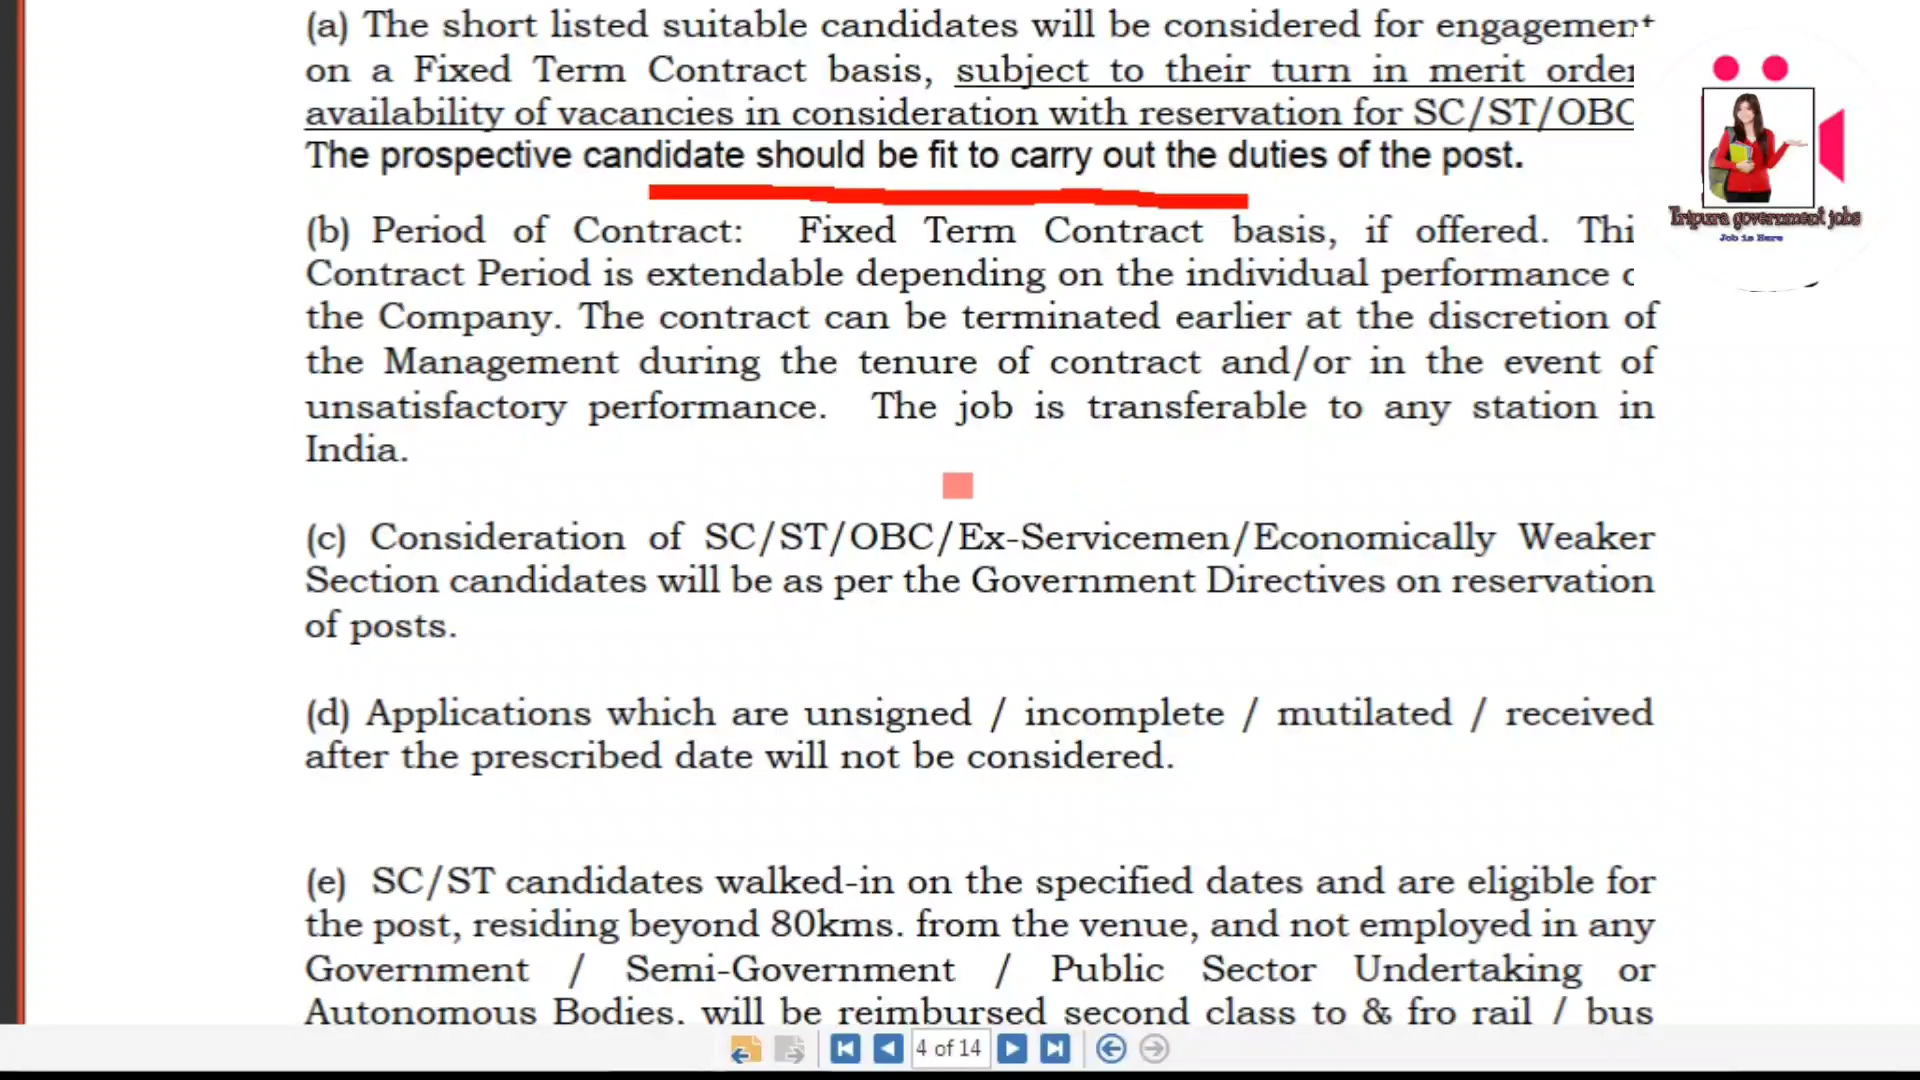 (a) The short listed suitable candidates will be considered for engagement
on a Fixed Term Contract basis, subject to their turn in merit order
availability of vacancies in consideration with reservation for SC/ST/OBC
The prospective candidate should be fit to carry out the duties of the post.
(b) Period of Contract: Fixed Term Contract basis, if offered. Thi
Contract Period is extendable depending on the individual performance
the Company. The contract can be terminated earlier at the discretion of
the Management during the tenure of contract and/or in the event of
unsatisfactory performance. The job is transferable to any station in
India.
(c) Consideration of SC/ST/OBC/Ex-Servicemen/Economically Weaker
Section candidates will be as per the Government Directives on reservation
of posts.
(d) Applications which are unsigned / incomplete / mutilated / received
after the prescribed date will not be considered.
(e) SC/ST candidates walked-in on the specified dates and are eligible for
the post, residing beyond 80kms. from the venue, and not employed in any
Government / Semi-Government / Public Sector Undertaking or
Autonomous Bodies, will be reimbursed second class to & fro rail / bus
Tripura government jobs
Job is Here
4 of 14